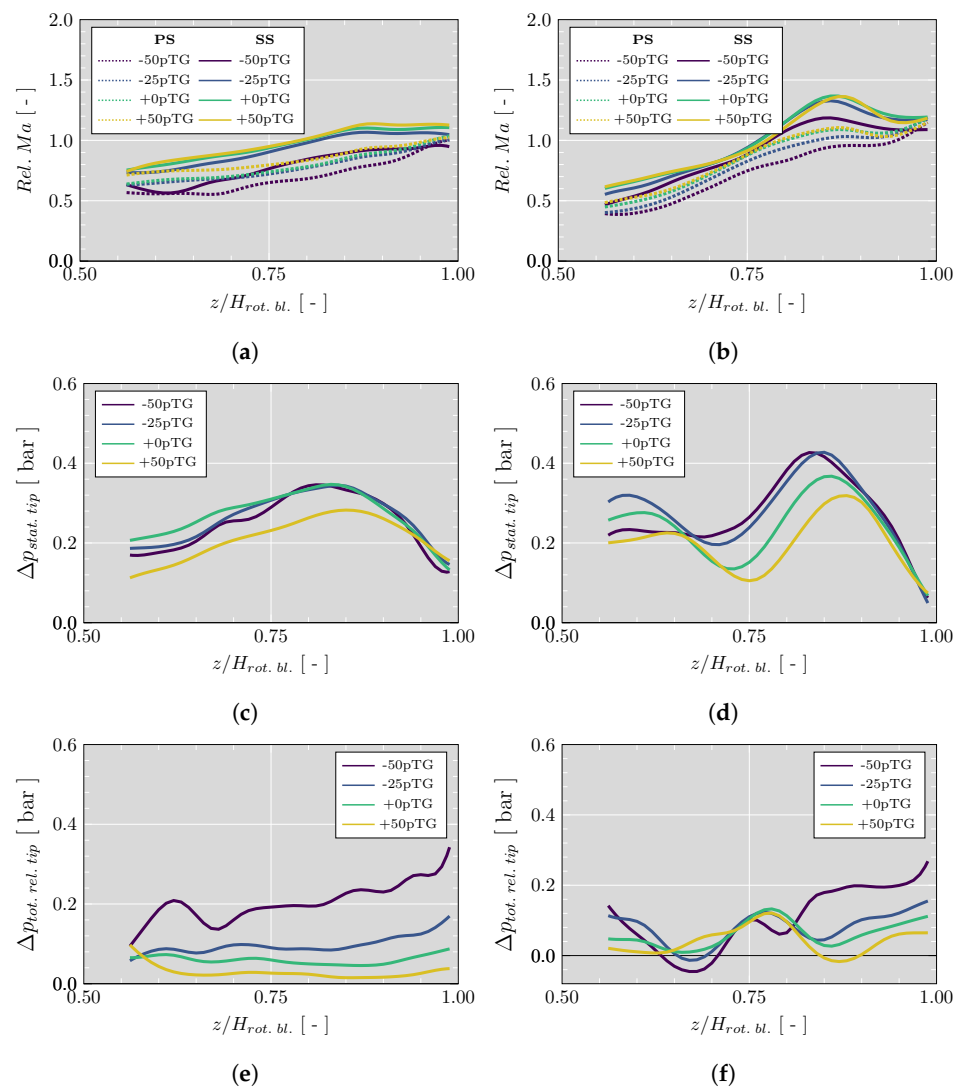 2.0
1.5
1.0
0.5
0.0
Rel. Ma [ - ]
PS SS
-50pTG -50pTG
-25pTG -25pTG
+0pTG +0pTG
+50pTG +50pTG
0.50 0.75 1.00
z/H_rot. bl. [ - ]
(a)
2.0
1.5
1.0
0.5
0.0
Rel. Ma [ - ]
PS SS
-50pTG -50pTG
-25pTG -25pTG
+0pTG +0pTG
+50pTG +50pTG
0.50 0.75 1.00
z/H_rot. bl. [ - ]
(b)
0.6
0.4
0.2
0.0
Δp_stat. tip [ bar ]
-50pTG
-25pTG
+0pTG
+50pTG
0.50 0.75 1.00
z/H_rot. bl. [ - ]
(c)
0.6
0.4
0.2
0.0
Δp_stat. tip [ bar ]
-50pTG
-25pTG
+0pTG
+50pTG
0.50 0.75 1.00
z/H_rot. bl. [ - ]
(d)
0.6
0.4
0.2
0.0
Δp_tot. rel. tip [ bar ]
-50pTG
-25pTG
+0pTG
+50pTG
0.50 0.75 1.00
z/H_rot. bl. [ - ]
(e)
0.6
0.4
0.2
0.0
Δp_tot. rel. tip [ bar ]
-50pTG
-25pTG
+0pTG
+50pTG
0.50 0.75 1.00
z/H_rot. bl. [ - ]
(f)